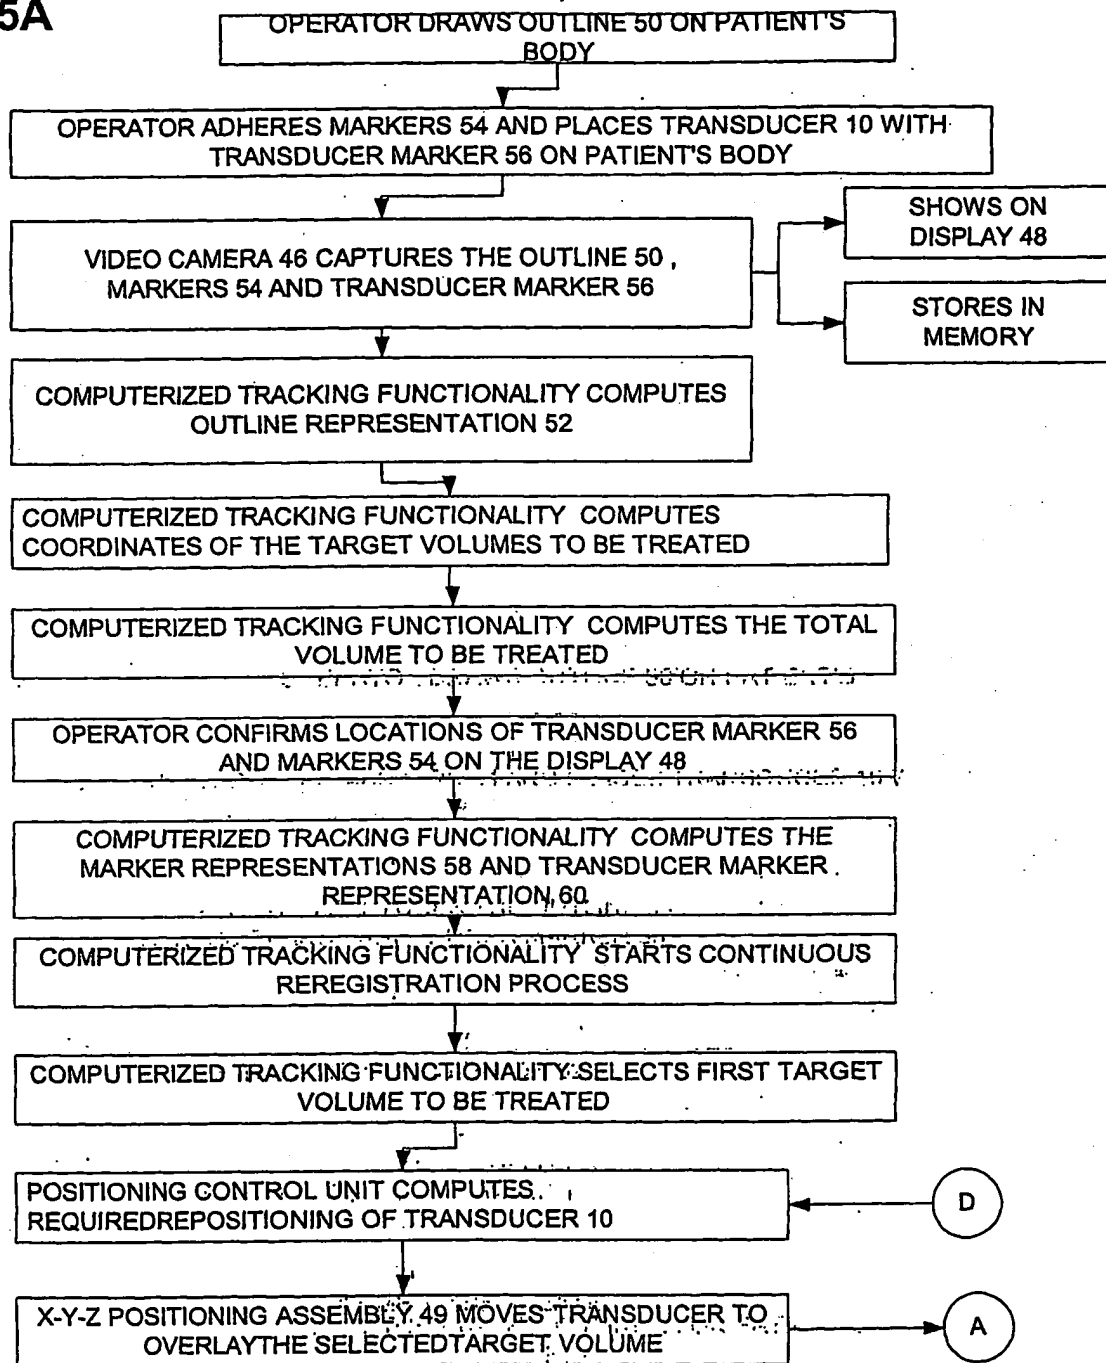 5A
OPERATOR DRAWS OUTLINE 50 ON PATIENT'S
BODY
OPERATOR ADHERES MARKERS 54 AND PLACES TRANSDUCER 10 WITH
TRANSDUCER MARKER 56 ON PATIENT'S BODY
VIDEO CAMERA 46 CAPTURES THE OUTLINE 50 ,
MARKERS 54 AND TRANSDUCER MARKER 56
SHOWS ON
DISPLAY 48
STORES IN
MEMORY
COMPUTERIZED TRACKING FUNCTIONALITY COMPUTES
OUTLINE REPRESENTATION 52
COMPUTERIZED TRACKING FUNCTIONALITY COMPUTES
COORDINATES OF THE TARGET VOLUMES TO BE TREATED
COMPUTERIZED TRACKING FUNCTIONALITY COMPUTES THE TOTAL
VOLUME TO BE TREATED
OPERATOR CONFIRMS LOCATIONS OF TRANSDUCER MARKER 56
AND MARKERS 54 ON THE DISPLAY 48
COMPUTERIZED TRACKING FUNCTIONALITY COMPUTES THE
MARKER REPRESENTATIONS 58 AND TRANSDUCER MARKER
REPRESENTATION 60
COMPUTERIZED TRACKING FUNCTIONALITY STARTS CONTINUOUS
REREGISTRATION PROCESS
COMPUTERIZED TRACKING FUNCTIONALITY SELECTS FIRST TARGET
VOLUME TO BE TREATED
POSITIONING CONTROL UNIT COMPUTES
REQUIREDREPOSITIONING OF TRANSDUCER 10
D
X-Y-Z POSITIONING ASSEMBLY 49 MOVES TRANSDUCER TO
OVERLAYTHE SELECTEDTARGET VOLUME
A